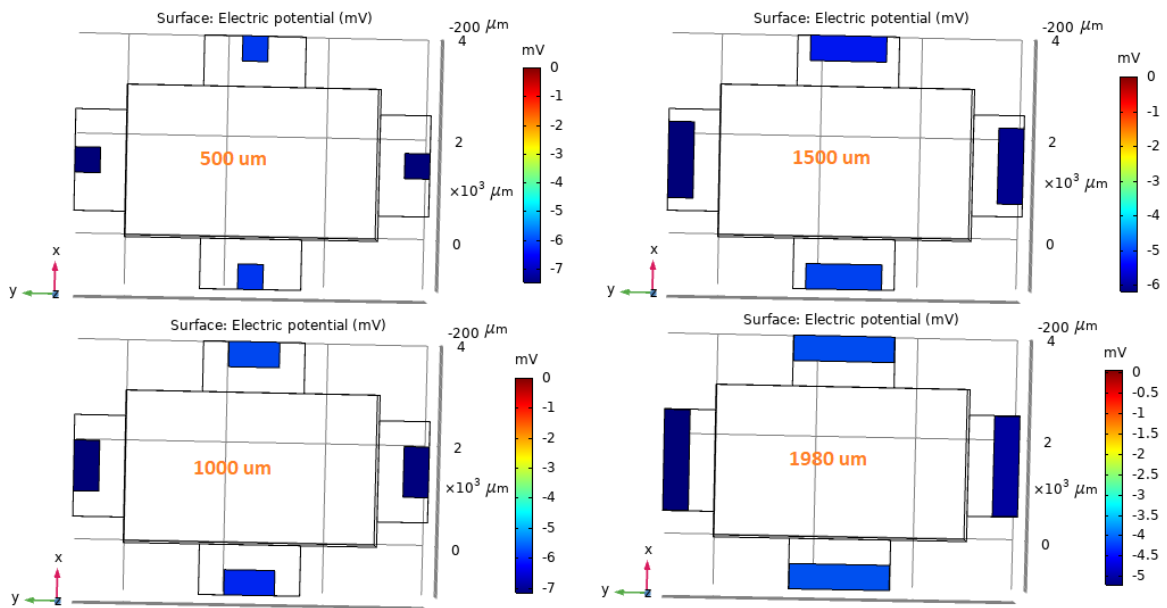 Surface: Electric potential (mV)
-200 μm
4
mV
0
-1
-2
-3
-4
-5
-6
-7
2
×10³ μm
0
500 um
x
y
z
Surface: Electric potential (mV)
-200 μm
4
mV
0
-1
-2
-3
-4
-5
-6
2
×10³ μm
0
1500 um
x
y
z
Surface: Electric potential (mV)
-200 μm
4
mV
0
-1
-2
-3
-4
-5
-6
-7
2
×10³ μm
0
1000 um
x
y
z
Surface: Electric potential (mV)
-200 μm
4
mV
0
-0.5
-1
-1.5
-2
-2.5
-3
-3.5
-4
-4.5
-5
2
×10³ μm
0
1980 um
x
y
z